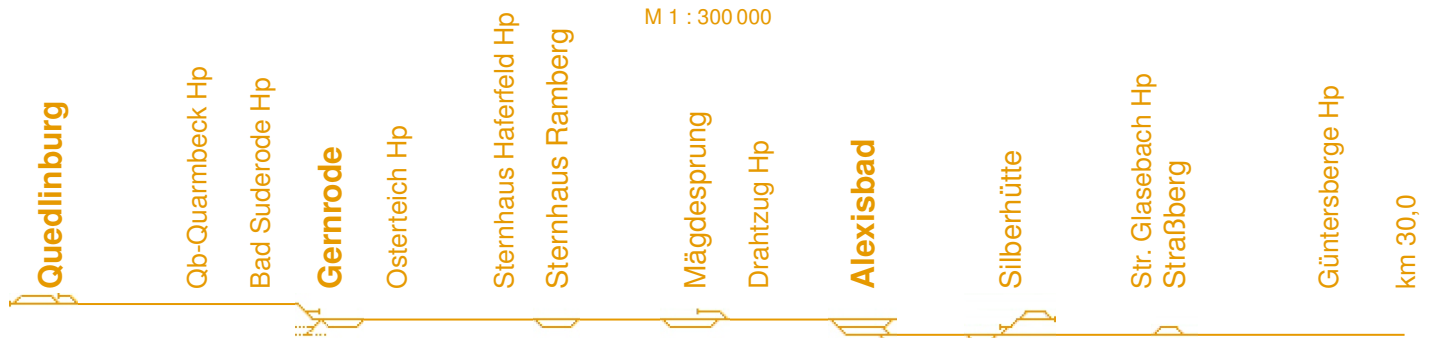 M 1 : 300 000
Quedlinburg
Qb-Quarmbeck Hp
Bad Suderode Hp
Gernrode
Osterteich Hp
Sternhaus Haferfeld Hp
Sternhaus Ramberg
Mägdesprung
Drahtzug Hp
Alexisbad
Silberhütte
Str. Glasebach Hp
Straßberg
Güntersberge Hp
km 30,0